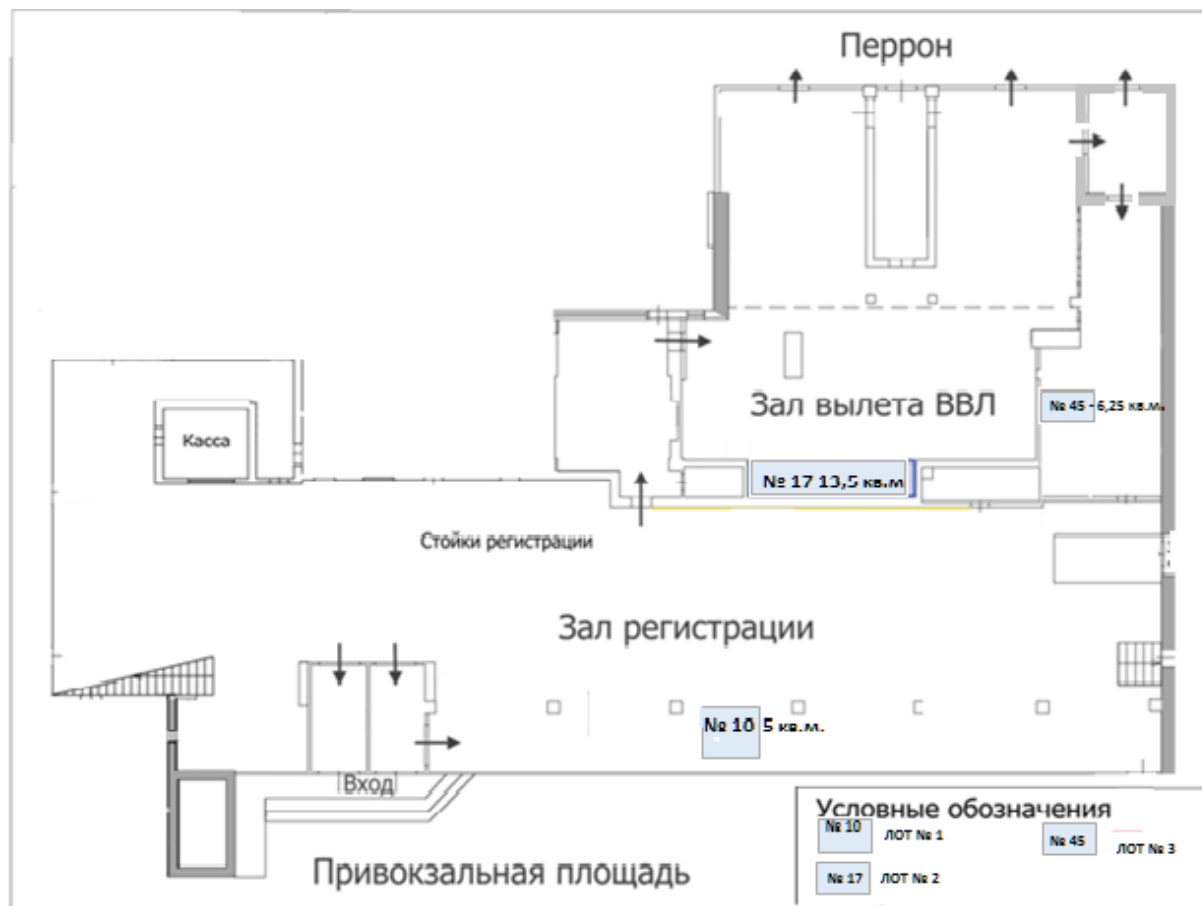 Перрон
Зал вылета ВВЛ
№ 45 - 6,25 кв.м.
Касса
№ 17 13,5 кв.м
Стойки регистрации
Зал регистрации
№ 10 5 кв.м.
Вход
Привокзальная площадь
Условные обозначения
№ 10 ЛОТ № 1
№ 45 ЛОТ № 3
№ 17 ЛОТ № 2